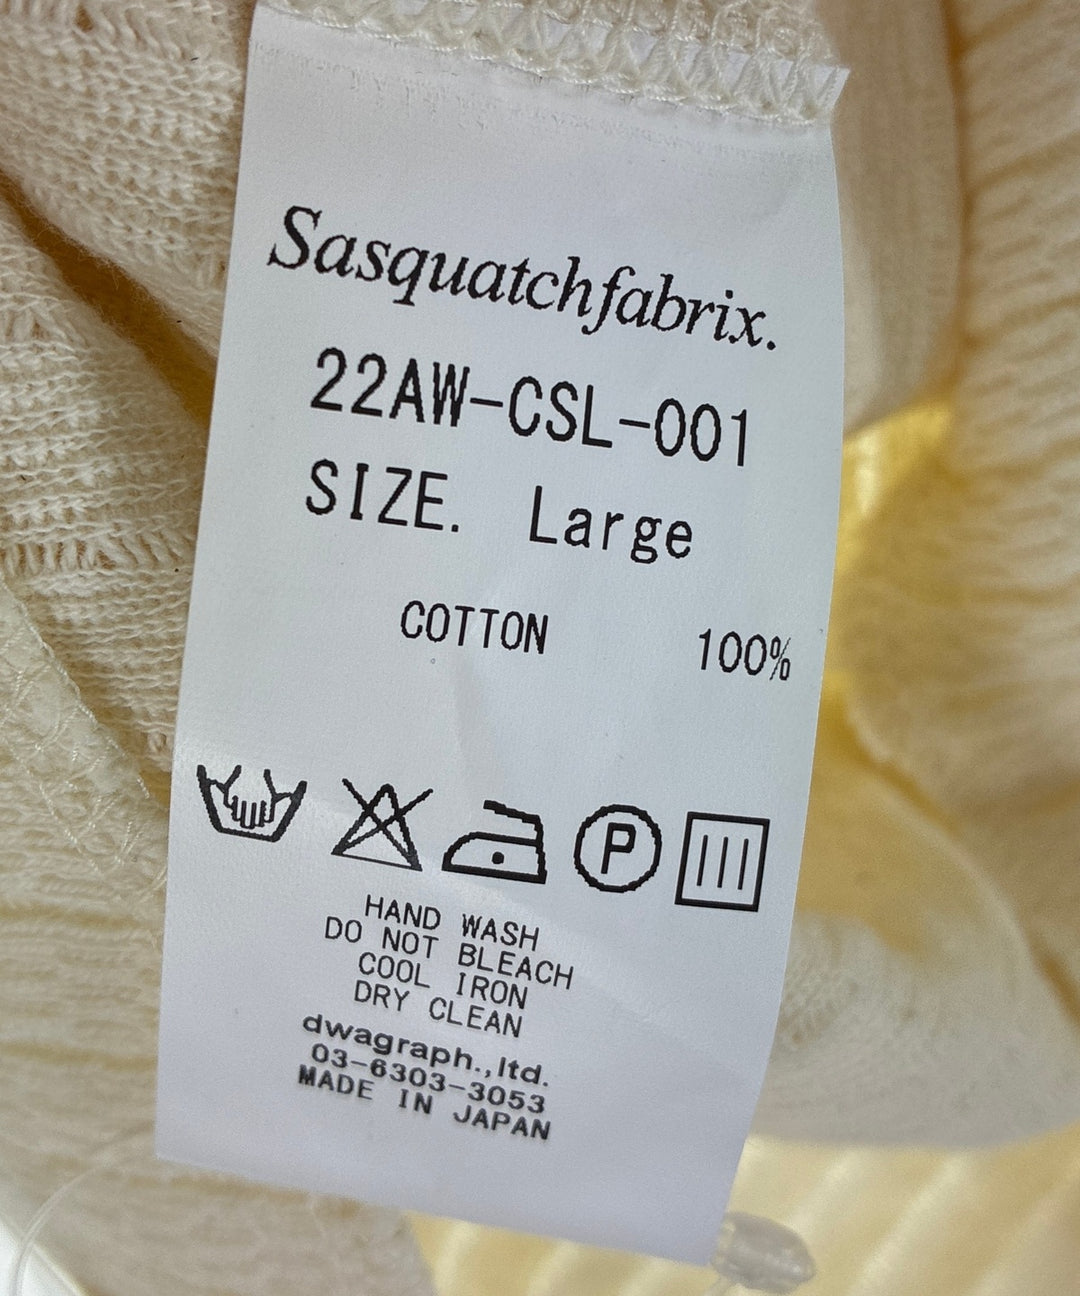 Sasquatchfabrix.
22AW-CSL-001
SIZE. Large
COTTON 100%
P
HAND WASH
DO NOT BLEACH
COOL IRON
DRY CLEAN
dwagraph.,ltd.
03-6303-3053
MADE IN JAPAN